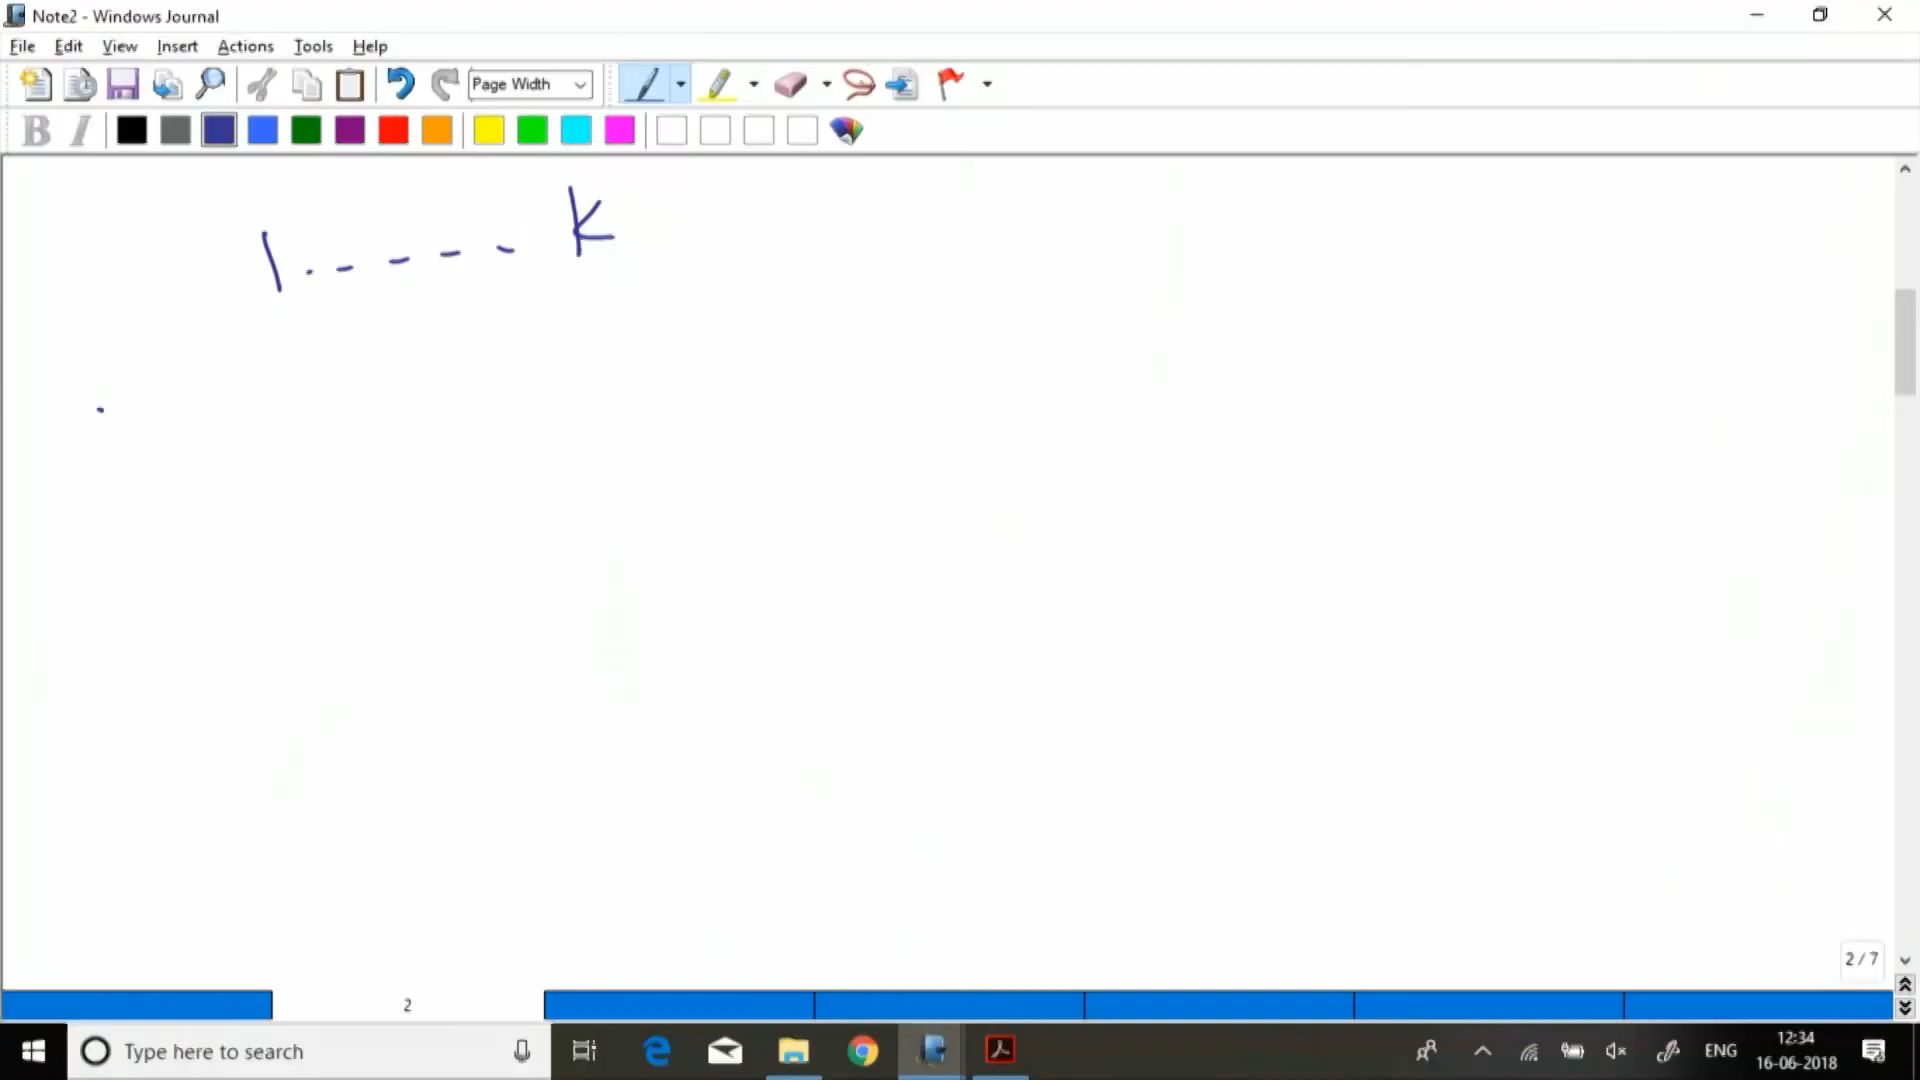 Note2 - Windows Journal
File Edit View Insert Actions Tools Help
Page Width
B I
1 . - - - - - K
.
2 / 7
2
Type here to search
ENG
12:34
16-06-2018